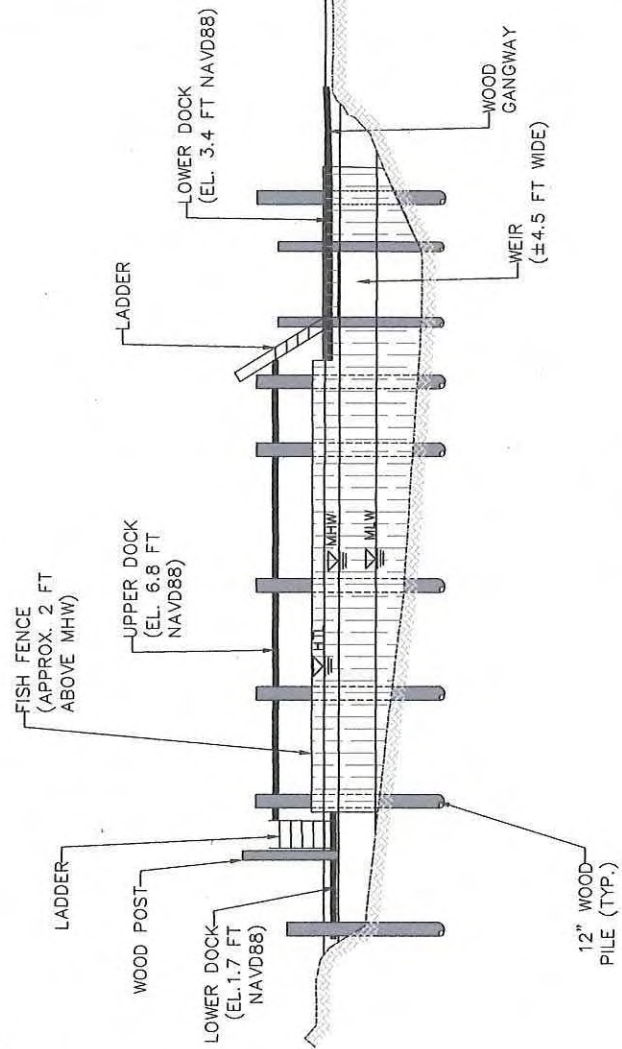 LADDER
WOOD POST
LOWER DOCK
(EL.1.7 FT
NAVD88)
FISH FENCE
(APPROX. 2 FT
ABOVE MHW)
UPPER DOCK
(EL. 6.8 FT
NAVD88)
LADDER
LOWER DOCK
(EL. 3.4 FT NAVD88)
HTL
MHW
MLW
12" WOOD
PILE (TYP.)
WEIR
(±4.5 FT WIDE)
WOOD
GANGWAY